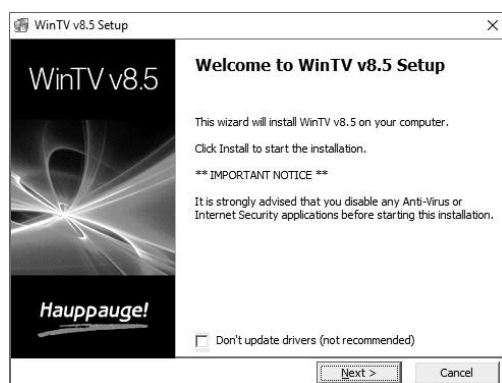 WinTV v8.5 Setup
WinTV v8.5
Welcome to WinTV v8.5 Setup
This wizard will install WinTV v8.5 on your computer.
Click Install to start the installation.
** IMPORTANT NOTICE **
It is strongly advised that you disable any Anti-Virus or
Internet Security applications before starting this installation.
Hauppauge!
Don't update drivers (not recommended)
Next >
Cancel